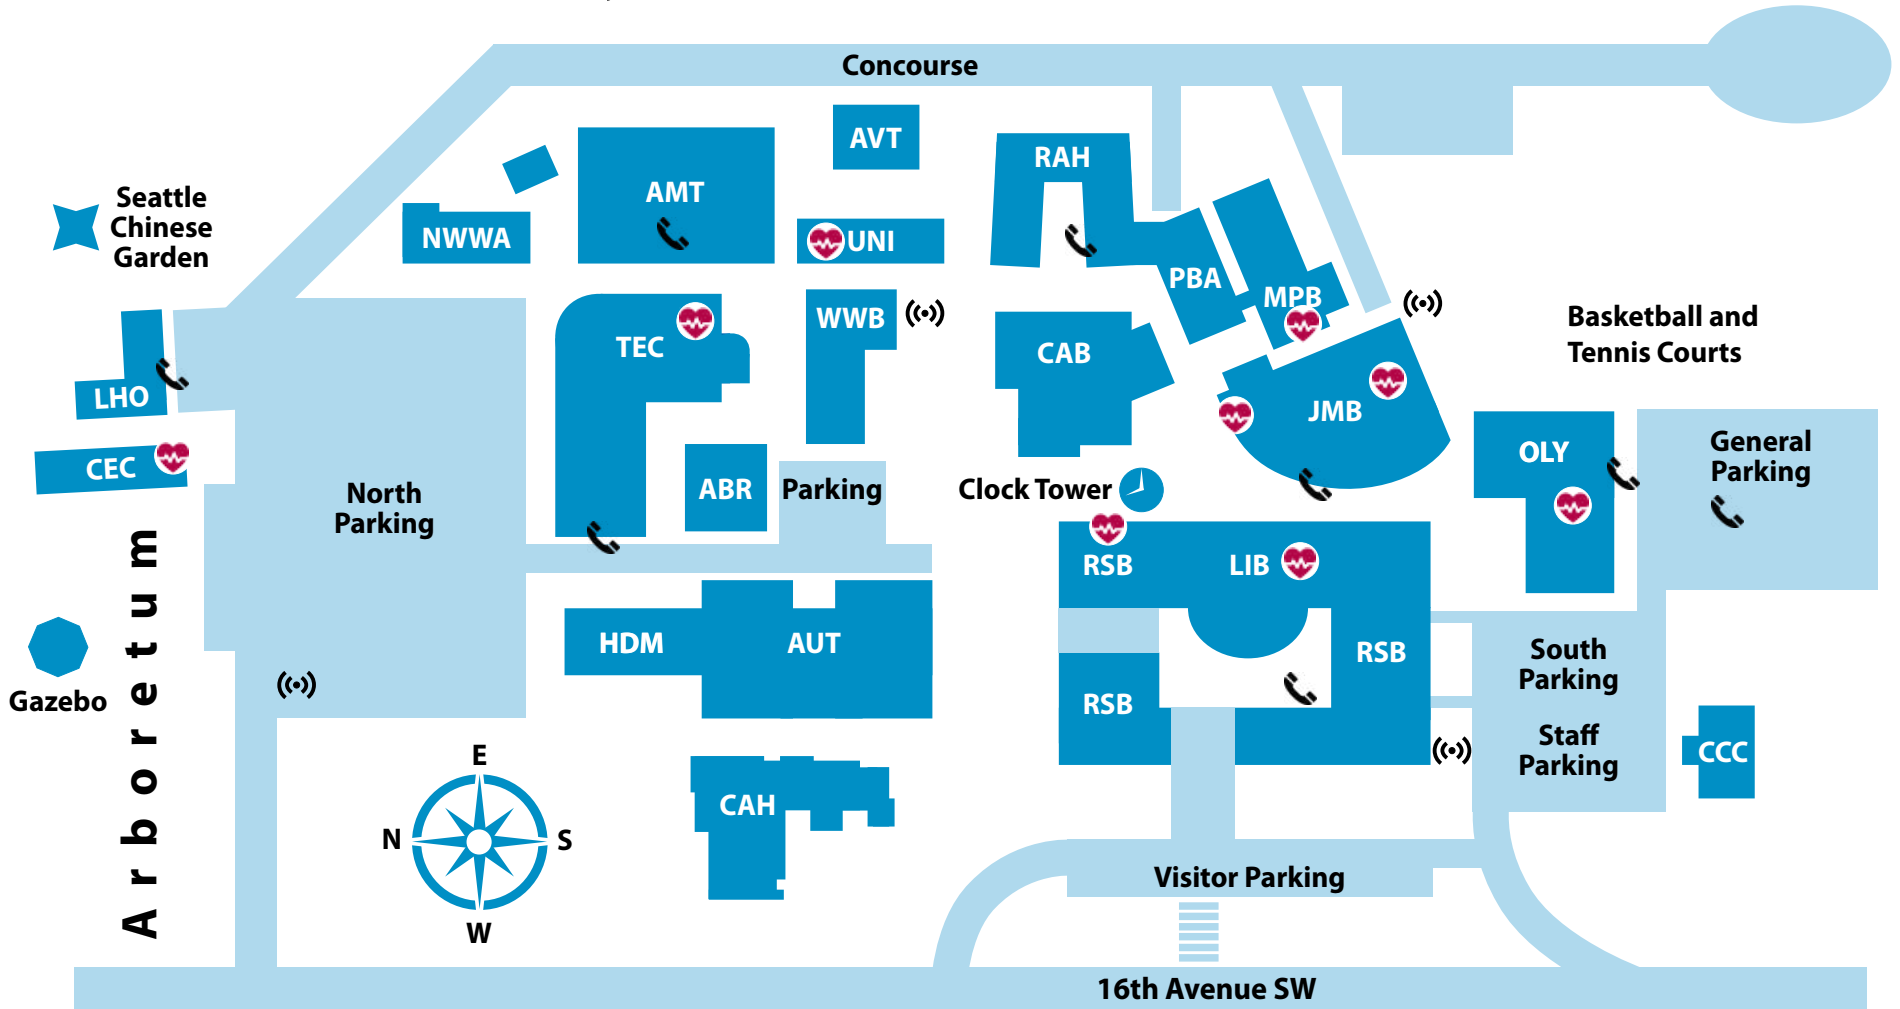 Concourse
AVT
RAH
AMT
Seattle
Chinese
Garden
NWWA
UNI
PBA
MPB
WWB
TEC
CAB
Basketball and
Tennis Courts
LHO
JMB
CEC
OLY
General
Parking
North
Parking
ABR
Parking
Clock Tower
RSB
LIB
Arboretum
HDM
AUT
RSB
South
Parking
Gazebo
RSB
Staff
Parking
CCC
E
N
S
W
CAH
Visitor Parking
16th Avenue SW